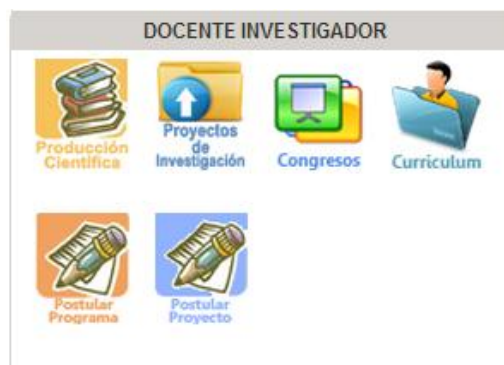 DOCENTE INVESTIGADOR
Producción
Científica
Proyectos
de
Investigación
Congresos
Curriculum
Postular
Programa
Postular
Proyecto